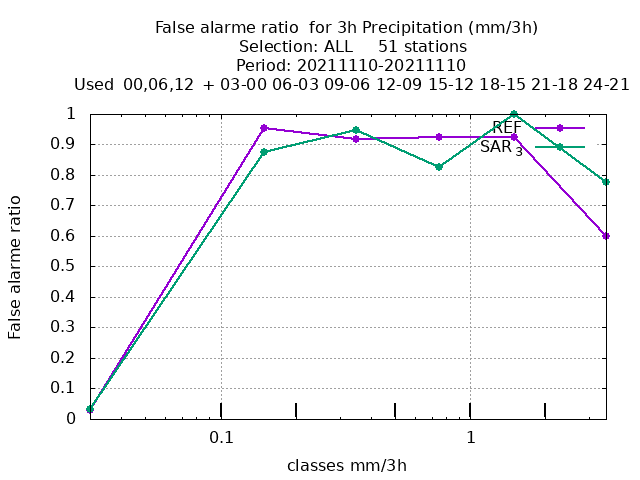 False alarme ratio  for 3h Precipitation (mm/3h)
Selection: ALL     51 stations
Period: 20211110-20211110
Used  00,06,12  + 03-00 06-03 09-06 12-09 15-12 18-15 21-18 24-21
REF
SAR 3
1
0.9
0.8
0.7
0.6
0.5
0.4
0.3
0.2
0.1
0
False alarme ratio
0.1
1
classes mm/3h